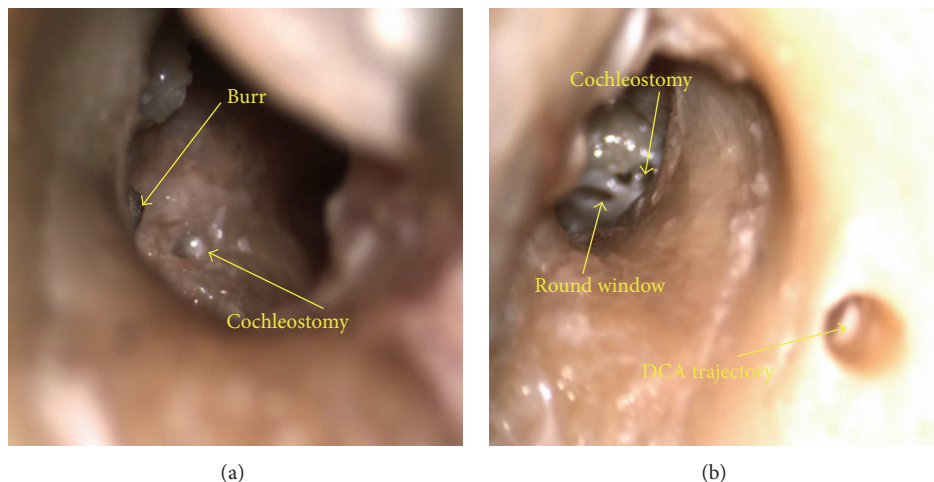 Burr
Cochleostomy
Cochleostomy
Round window
DCA trajectory
(a)
(b)